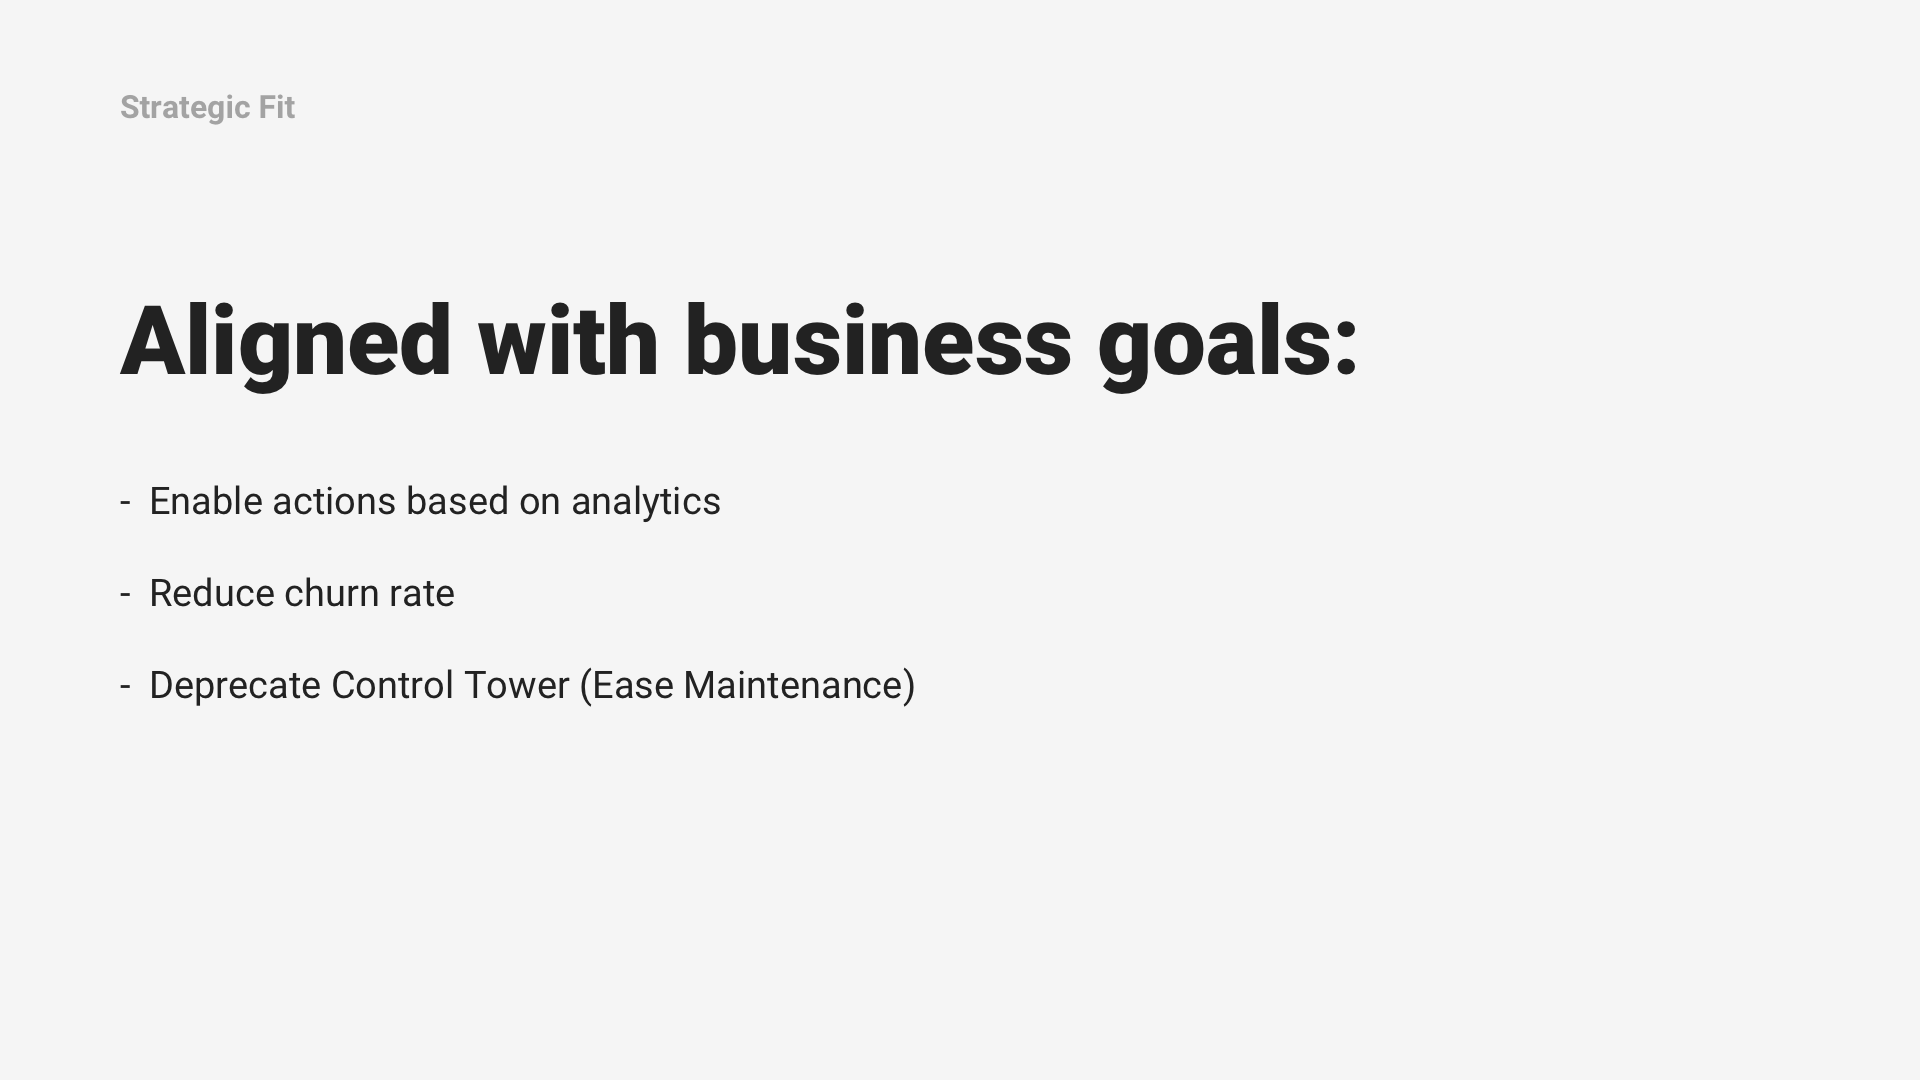 Strategic Fit
Aligned with business goals:
- Enable actions based on analytics
- Reduce churn rate
- Deprecate Control Tower (Ease Maintenance)